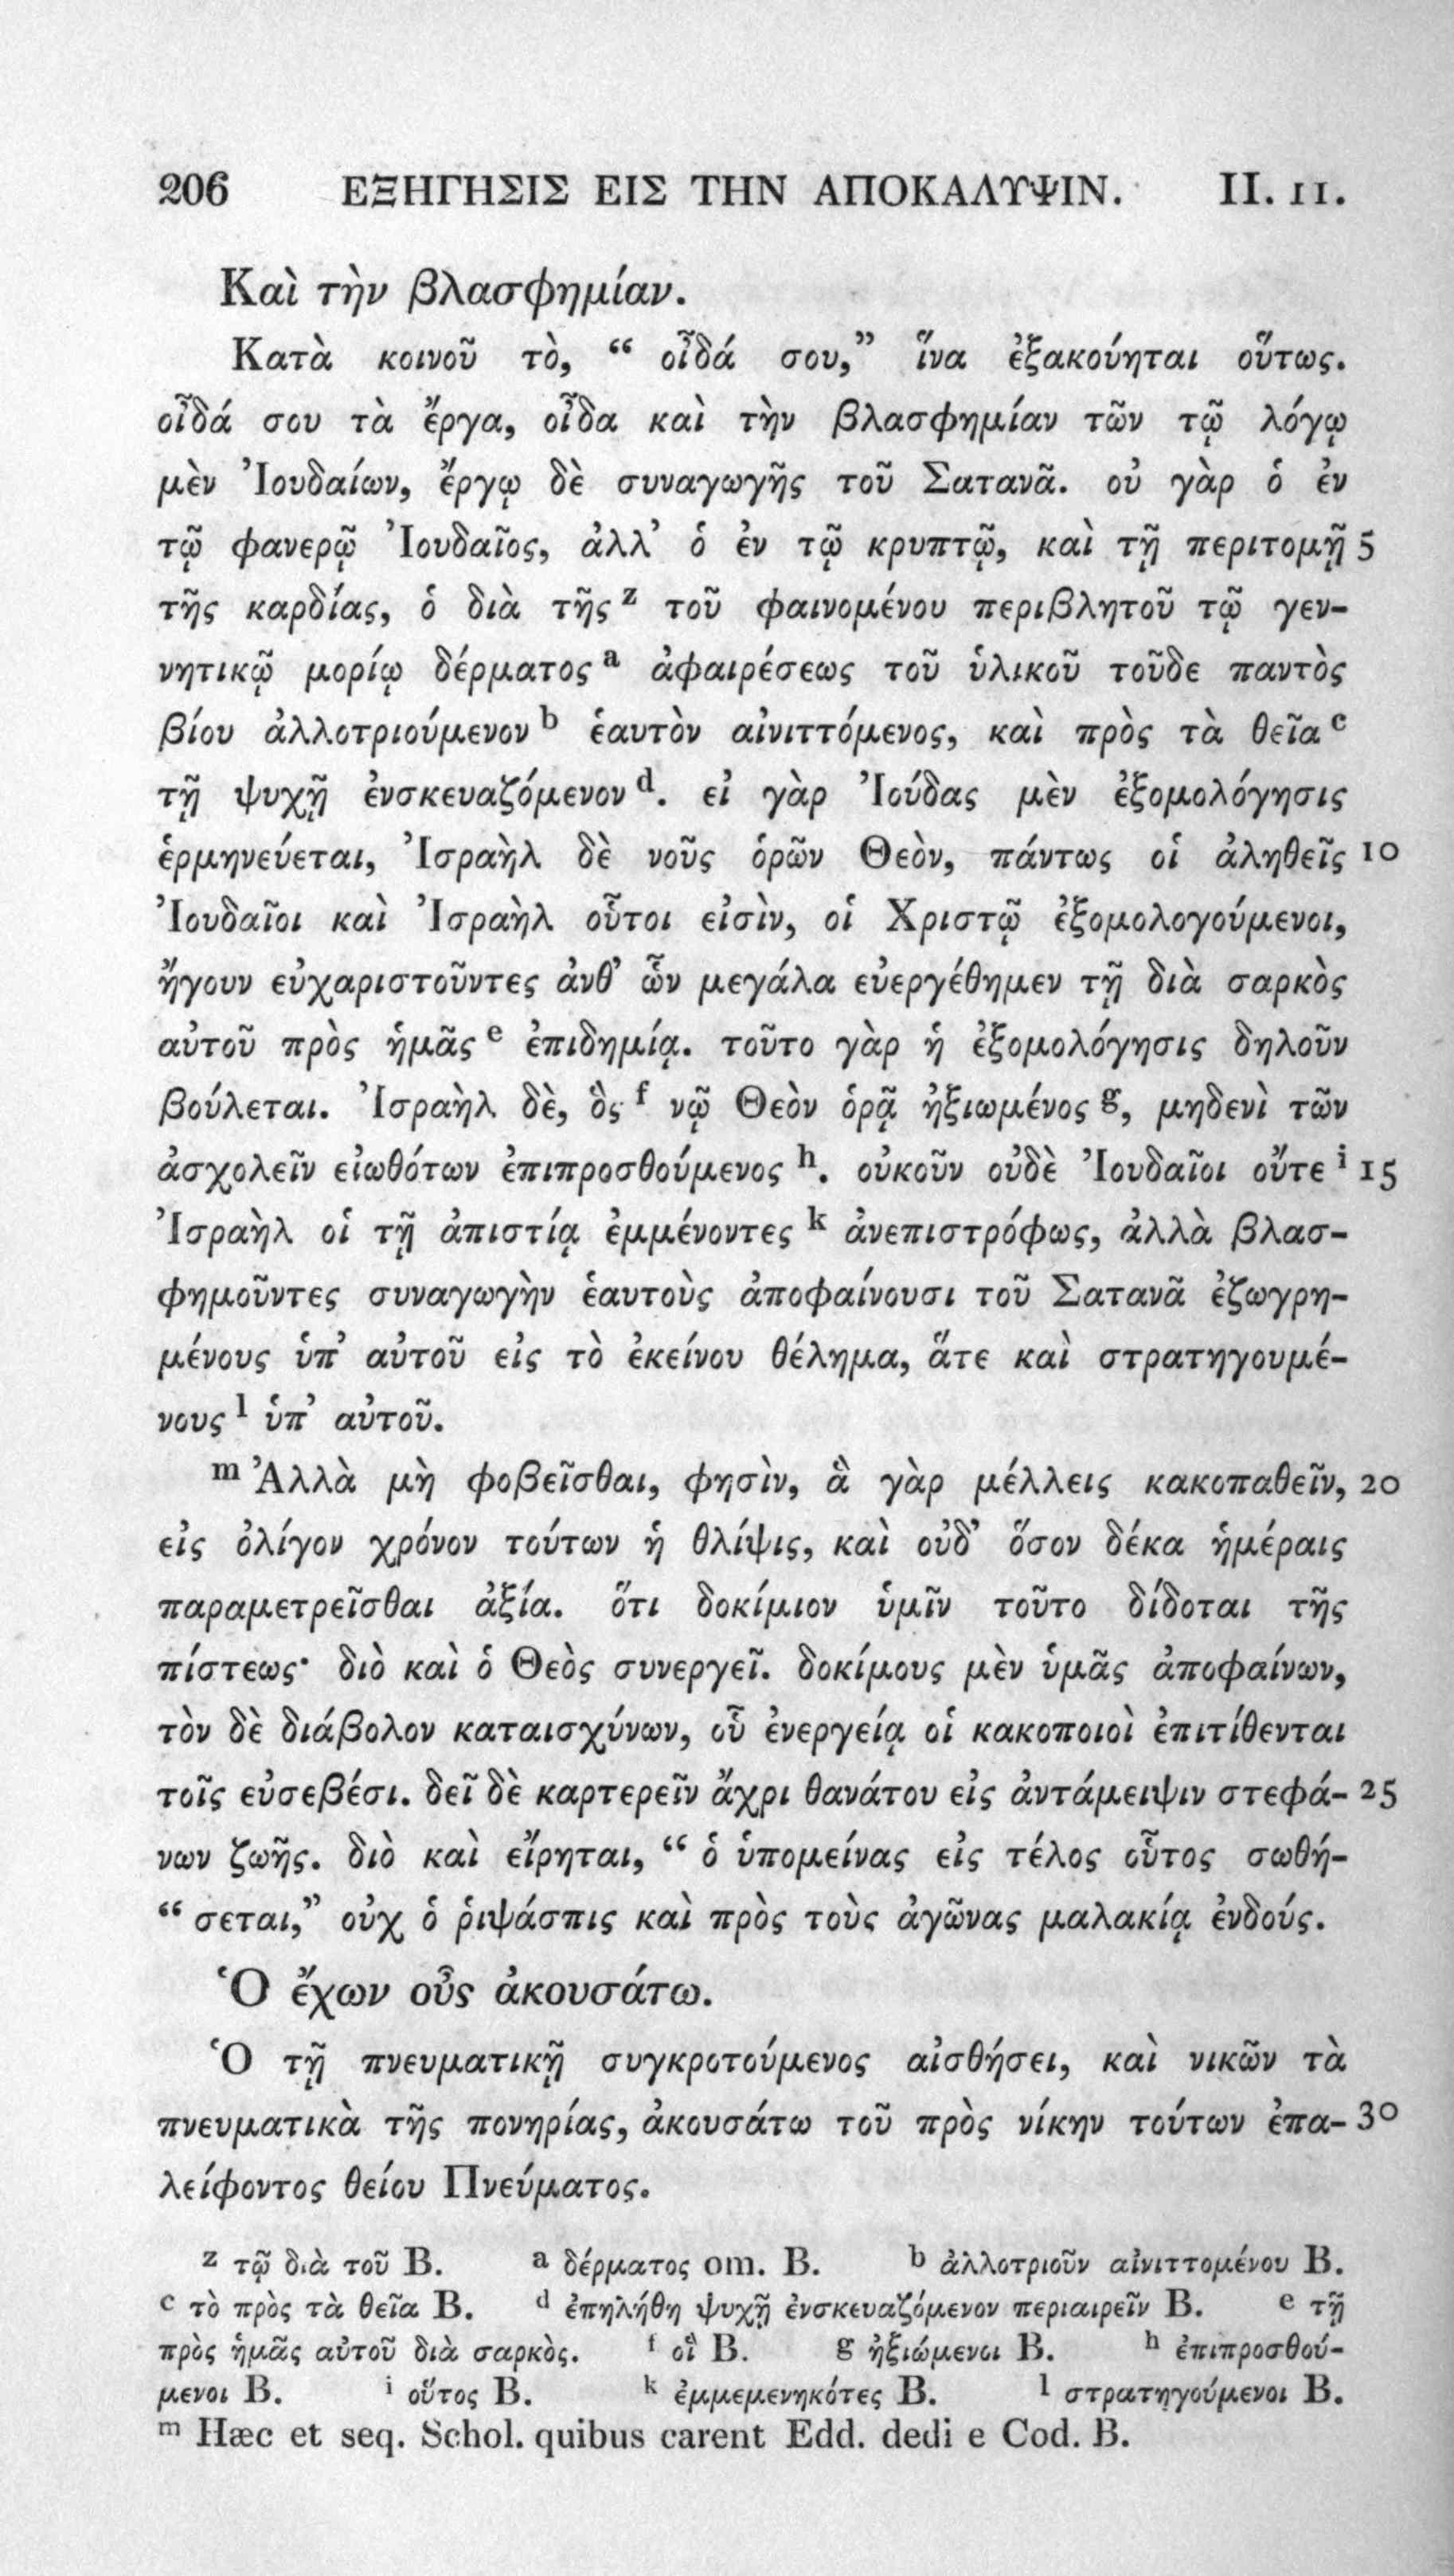 206 ΕΞΗΓΗΣΙΣ ΕΙΣ ΤΗΝ ΑΠΟΚΑΛΥΨΙΝ. II. 11.
Καὶ τὴν βλασφημίαν.
Κατὰ κοινοῦ τὸ, “ οἶδά σου,” ἵνα ἐξακούηται οὕτως.
οἶδά σου τὰ ἔργα, οἶδα καὶ τὴν βλασφημίαν τῶν τῷ λόγῳ
μὲν Ἰουδαίων, ἔργῳ δὲ συναγωγῆς τοῦ Σατανᾶ. οὐ γὰρ ὁ ἐν
τῷ φανερῷ Ἰουδαῖος, ἀλλ’ ὁ ἐν τῷ κρυπτῷ, καὶ τῇ περιτομῇ 5
τῆς καρδίας, ὁ διὰ τῆς z τοῦ φαινομένου περιβλητοῦ τῷ γεν-
νητικῷ μορίῳ δέρματος a ἀφαιρέσεως τοῦ ὑλικοῦ τοῦδε παντὸς
βίου ἀλλοτριούμενον b ἑαυτὸν αἰνιττόμενος, καὶ πρὸς τὰ θεῖα c
τῇ ψυχῇ ἐνσκευαζόμενον d. εἰ γὰρ Ἰούδας μὲν ἐξομολόγησις
ἑρμηνεύεται, Ἰσραὴλ δὲ νοῦς ὁρῶν Θεὸν, πάντως οἱ ἀληθεῖς 10
Ἰουδαῖοι καὶ Ἰσραὴλ οὗτοι εἰσὶν, οἱ Χριστῷ ἐξομολογούμενοι,
ἤγουν εὐχαριστοῦντες ἀνθ’ ὧν μεγάλα εὐεργέθημεν τῇ διὰ σαρκὸς
αὐτοῦ πρὸς ἡμᾶς e ἐπιδημίᾳ. τοῦτο γὰρ ἡ ἐξομολόγησις δηλοῦν
βούλεται. Ἰσραὴλ δὲ, ὃς f νῷ Θεὸν ὁρᾷ ἠξιωμένος g, μηδενὶ τῶν
ἀσχολεῖν εἰωθότων ἐπιπροσθούμενος h. οὐκοῦν οὐδὲ Ἰουδαῖοι οὔτε i 15
Ἰσραὴλ οἱ τῇ ἀπιστίᾳ ἐμμένοντες k ἀνεπιστρόφως, ἀλλὰ βλασ-
φημοῦντες συναγωγὴν ἑαυτοὺς ἀποφαίνουσι τοῦ Σατανᾶ ἐζωγρη-
μένους ὑπ’ αὐτοῦ εἰς τὸ ἐκείνου θέλημα, ἅτε καὶ στρατηγουμέ-
νους l ὑπ’ αὐτοῦ.
m Ἀλλὰ μὴ φοβεῖσθαι, φησὶν, ἃ γὰρ μέλλεις κακοπαθεῖν, 20
εἰς ὀλίγον χρόνον τούτων ἡ θλίψις, καὶ οὐδ’ ὅσον δέκα ἡμέραις
παραμετρεῖσθαι ἀξία. ὅτι δοκίμιον ὑμῖν τοῦτο δίδοται τῆς
πίστεως· διὸ καὶ ὁ Θεὸς συνεργεῖ. δοκίμους μὲν ὑμᾶς ἀποφαίνων,
τὸν δὲ διάβολον καταισχύνων, οὗ ἐνεργείᾳ οἱ κακοποιοὶ ἐπιτίθενται
τοῖς εὐσεβέσι. δεῖ δὲ καρτερεῖν ἄχρι θανάτου εἰς ἀντάμειψιν στεφά- 25
νων ζωῆς. διὸ καὶ εἴρηται, “ ὁ ὑπομείνας εἰς τέλος οὗτος σωθή-
“ σεται,” οὐχ ὁ ῥιψάσπις καὶ πρὸς τοὺς ἀγῶνας μαλακίᾳ ἐνδούς.
Ὁ ἔχων οὖς ἀκουσάτω.
Ὁ τῇ πνευματικῇ συγκροτούμενος αἰσθήσει, καὶ νικῶν τὰ
πνευματικὰ τῆς πονηρίας, ἀκουσάτω τοῦ πρὸς νίκην τούτων ἐπα- 30
λείφοντος θείου Πνεύματος.
z τῷ διὰ τοῦ B. a δέρματος om. B. b ἀλλοτριοῦν αἰνιττομένου B.
c τὸ πρὸς τὰ θεῖα B. d ἐπηλήθη ψυχῇ ἐνσκευαζόμενον περιαιρεῖν B. e τῇ
πρὸς ἡμᾶς αὐτοῦ διὰ σαρκὸς. f οἳ B. g ἠξιώμενοι B. h ἐπιπροσθού-
μενοι B. i οὕτος B. k ἐμμεμενηκότες B. l στρατηγούμενοι B.
m Hæc et seq. Schol. quibus carent Edd. dedi e Cod. B.